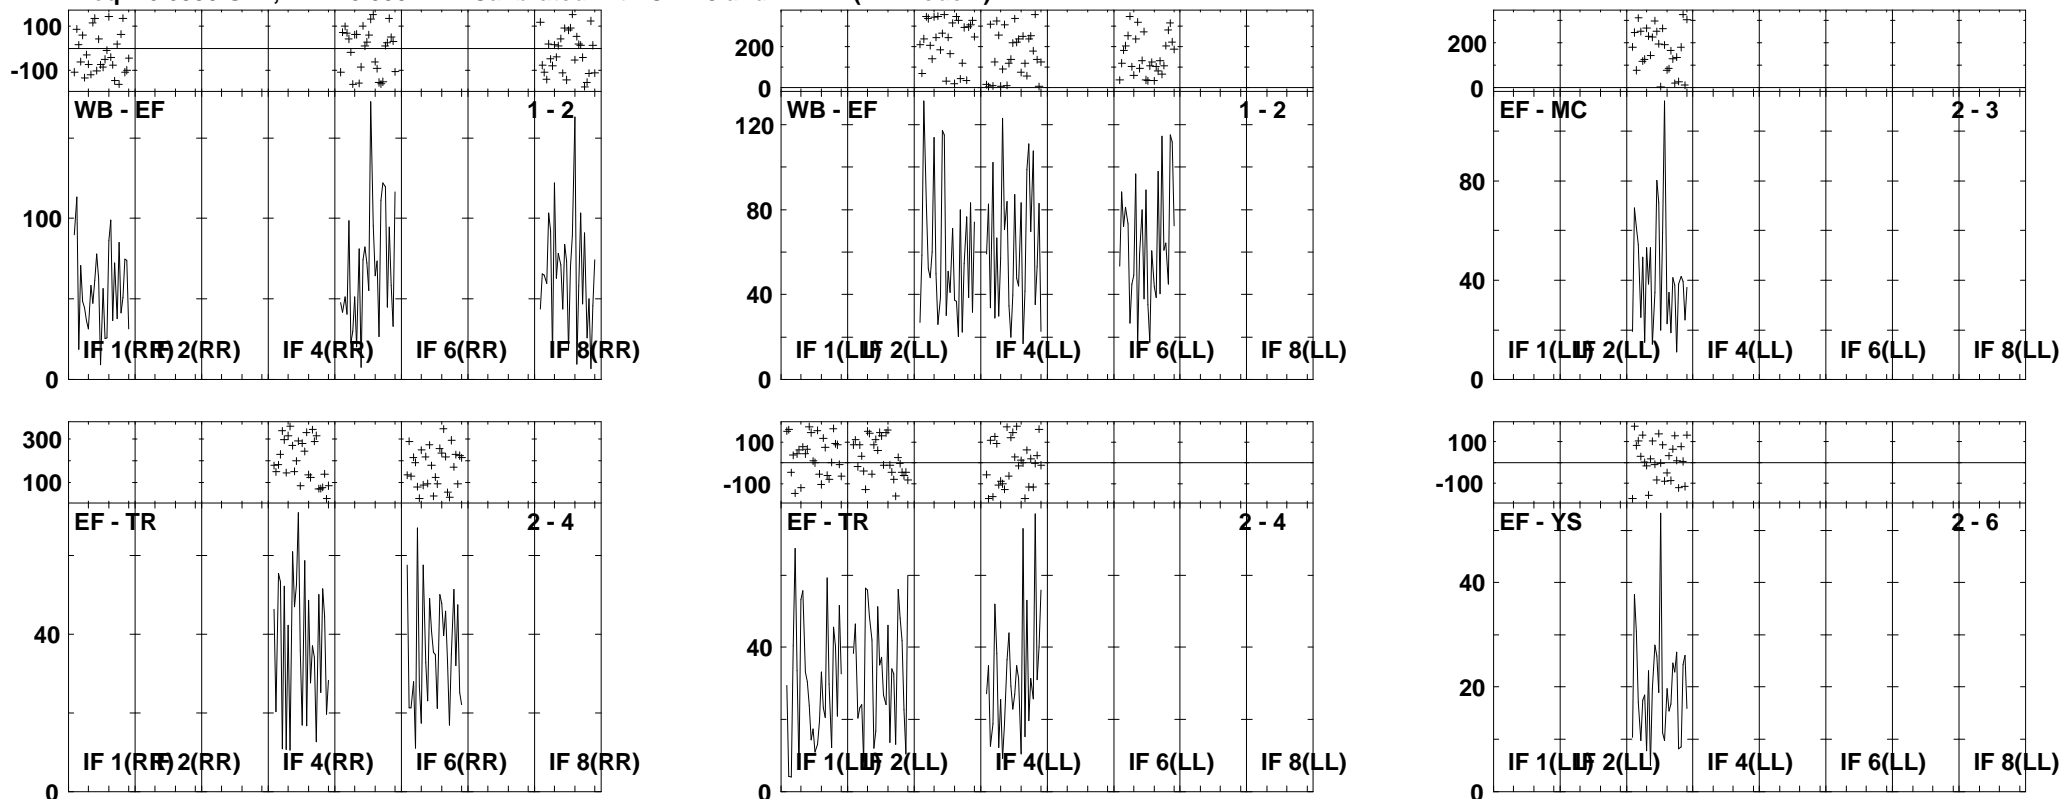 100
-100
WB - EF
1 - 2
100
0
IF 1(RR)
IF 2(RR)
IF 4(RR)
IF 6(RR)
IF 8(RR)
200
0
WB - EF
1 - 2
120
80
40
0
IF 1(LL)
IF 2(LL)
IF 4(LL)
IF 6(LL)
IF 8(LL)
200
0
EF - MC
2 - 3
80
40
0
IF 1(LL)
IF 2(LL)
IF 4(LL)
IF 6(LL)
IF 8(LL)
300
100
EF - TR
2 - 4
40
0
IF 1(RR)
IF 2(RR)
IF 4(RR)
IF 6(RR)
IF 8(RR)
100
-100
EF - TR
2 - 4
40
0
IF 1(LL)
IF 2(LL)
IF 4(LL)
IF 6(LL)
IF 8(LL)
100
-100
EF - YS
2 - 6
40
20
0
IF 1(LL)
IF 2(LL)
IF 4(LL)
IF 6(LL)
IF 8(LL)